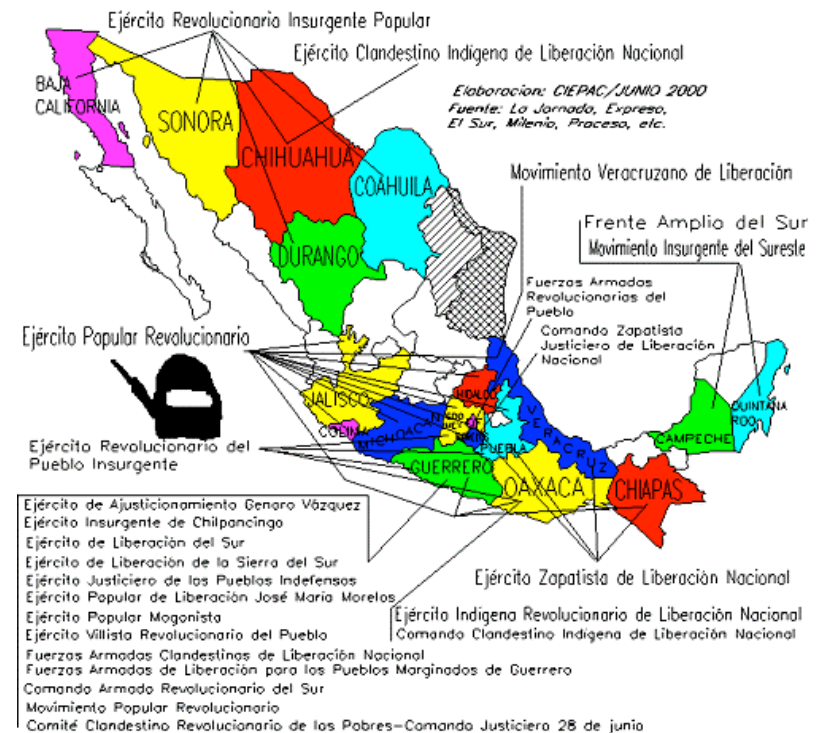 Ejército Revolucionario Insurgente Popular
Ejército Clandestino Indígena de Liberación Nacional
Elaboracion: CIEPAC/JUNIO 2000
Fuente: La Jornada, Expreso,
El Sur, Milenio, Proceso, etc.
BAJA
CALIFORNIA
SONORA
CHIHUAHUA
COAHUILA
DURANGO
Movimiento Veracruzano de Liberación
Frente Amplio del Sur
Movimiento Insurgente del Sureste
Fuerzas Armadas
Revolucionarias del
Pueblo
Comando Zapatista
Justiciero de Liberación
Nacional
Ejército Popular Revolucionario
JALISCO
COLIMA
MICHOACA
HIDALGO
PUEBLA
VERACRUZ
GUERRERO
OAXACA
CHIAPAS
CAMPECHE
QUINTANA
ROO
Ejército Revolucionario del
Pueblo Insurgente
Ejército de Ajusticionamiento Genaro Vázquez
Ejército Insurgente de Chilpancingo
Ejército de Liberación del Sur
Ejército de Liberación de la Sierra del Sur
Ejército Justiciero de los Pueblos Indefensos
Ejército Popular de Liberación José María Morelos
Ejército Popular Magonista
Ejército Villista Revolucionario del Pueblo
Fuerzas Armadas Clandestinas de Liberación Nacional
Fuerzas Armadas de Liberación para los Pueblos Marginados de Guerrero
Comando Armado Revolucionario del Sur
Movimiento Popular Revolucionario
Comité Clandestino Revolucionario de los Pobres-Comando Justiciero 28 de junio
Ejército Zapatista de Liberación Nacional
Ejército Indígena Revolucionario de Liberación Nacional
Comando Clandestino Indígena de Liberación Nacional